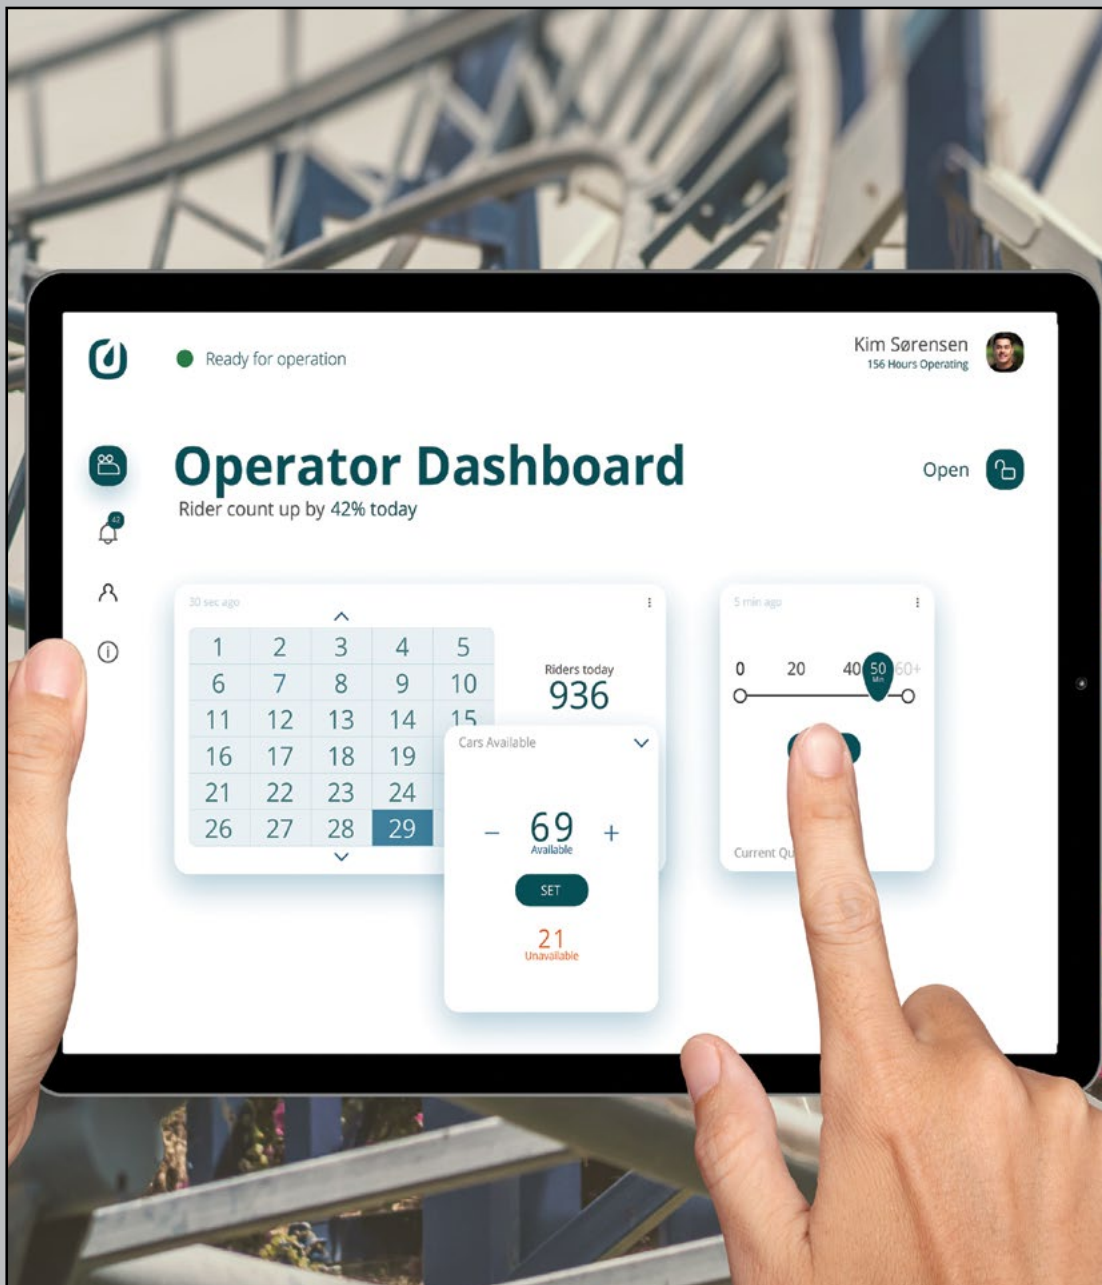 Ready for operation
Kim Sørensen
156 Hours Operating
Operator Dashboard
Open
Rider count up by 42% today
42
30 sec ago
1 2 3 4 5
6 7 8 9 10
11 12 13 14 15
16 17 18 19
21 22 23 24
26 27 28 29
Riders today
936
Cars Available
69
Available
SET
21
Unavailable
5 min ago
0 20 40 50 60+
Min
Current Qu